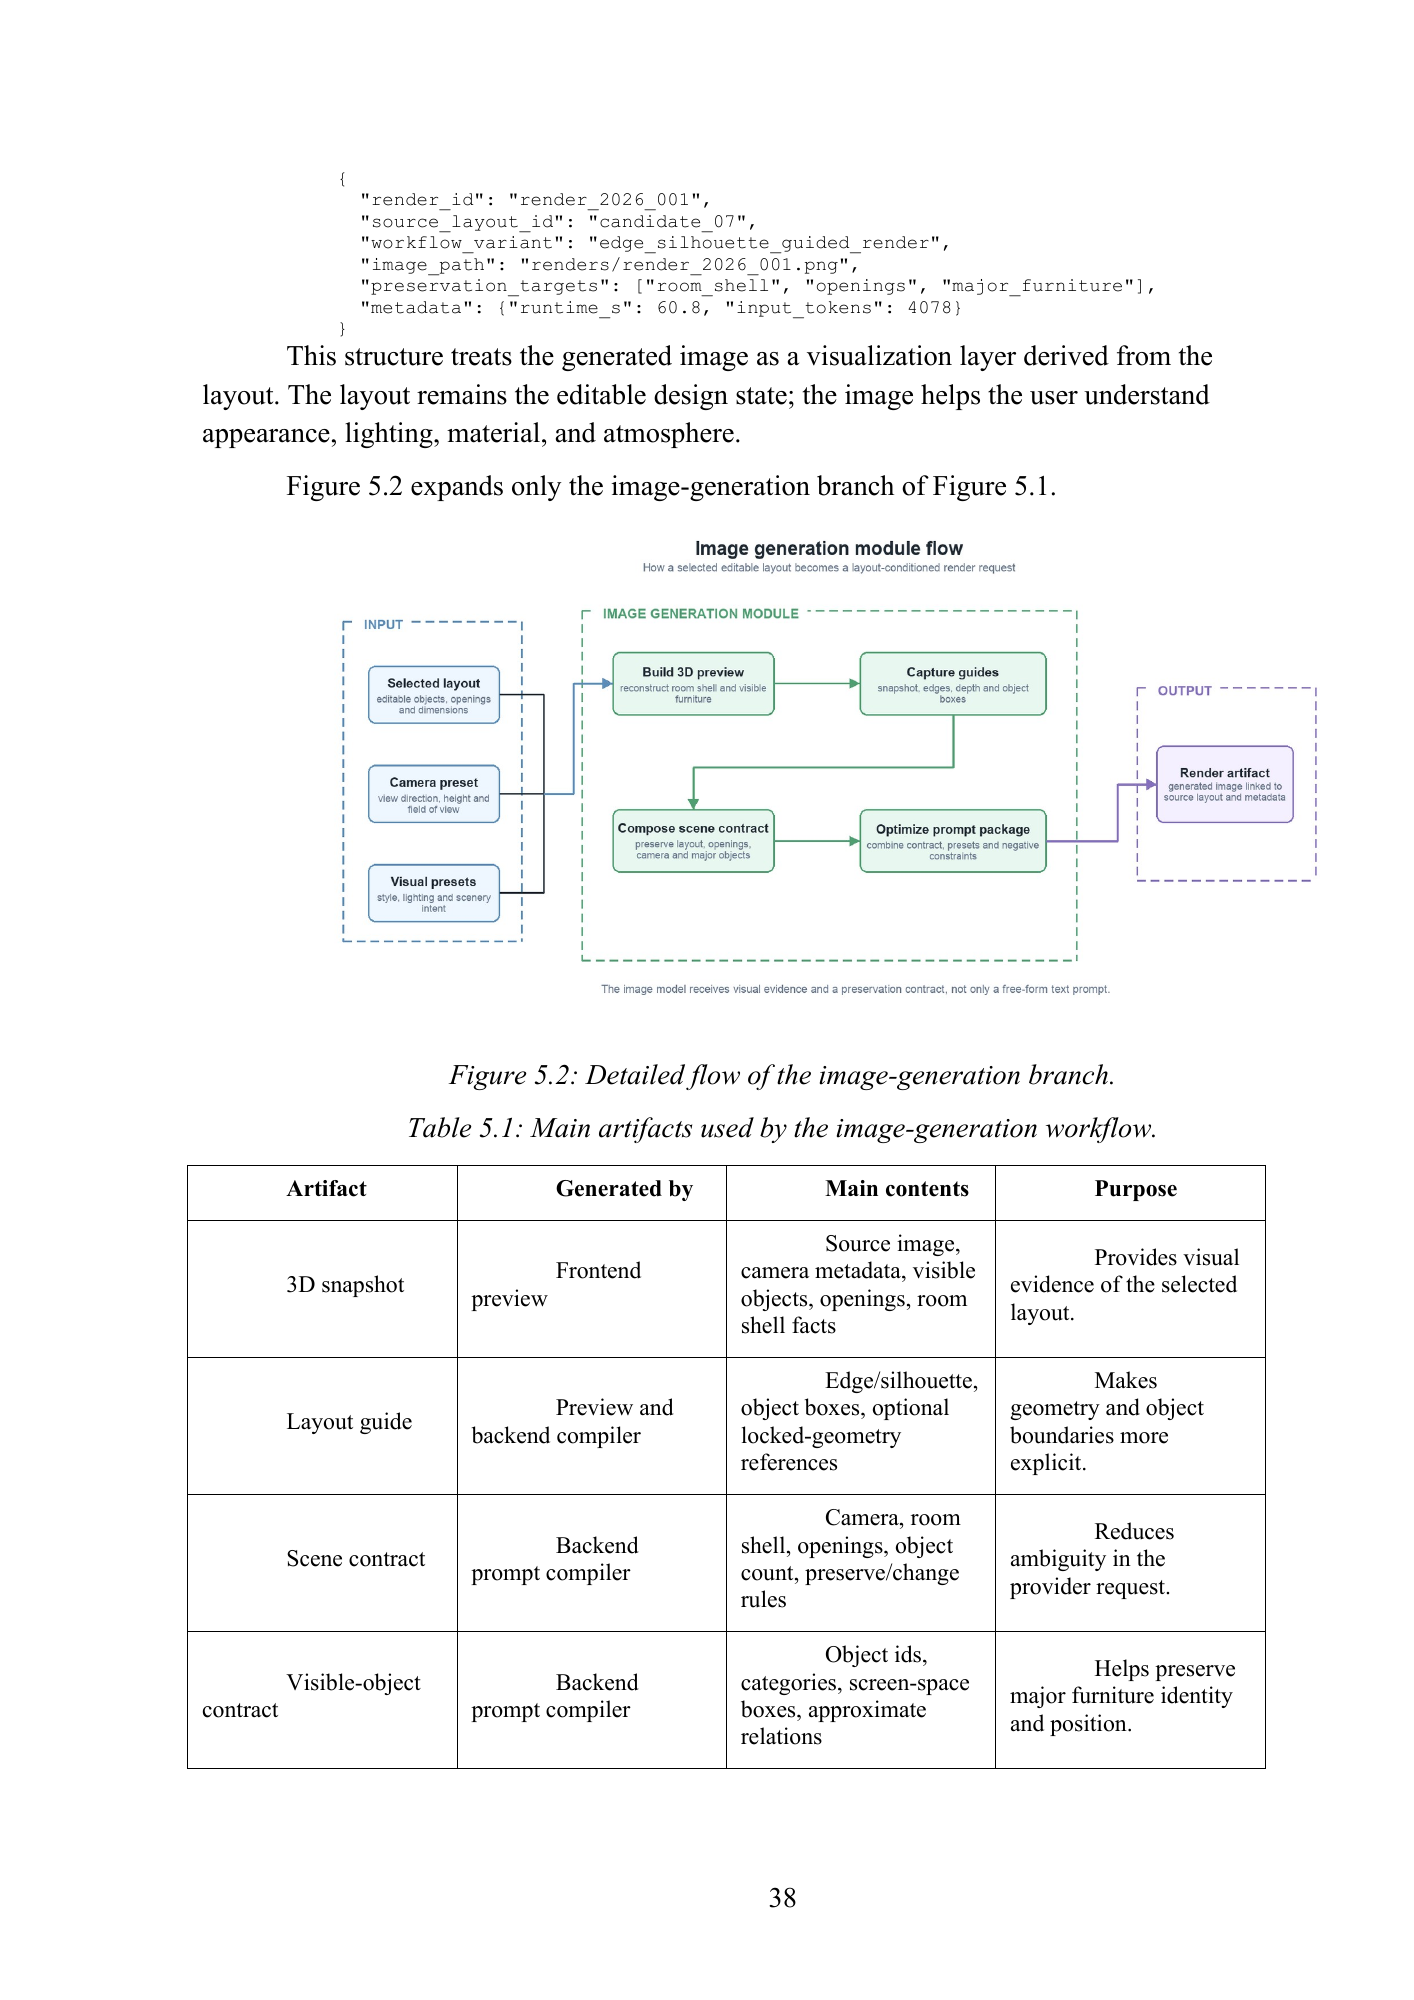 {
"render_id": "render_2026_001",
"source_layout_id": "candidate_07",
"workflow_variant": "edge_silhouette_guided_render",
"image_path": "renders/render_2026_001.png",
"preservation_targets": ["room_shell", "openings", "major_furniture"],
"metadata": {"runtime_s": 60.8, "input_tokens": 4078}
}
This structure treats the generated image as a visualization layer derived from the
layout. The layout remains the editable design state; the image helps the user understand
appearance, lighting, material, and atmosphere.
Figure 5.2 expands only the image-generation branch of Figure 5.1.
Image generation module flow
How a selected editable layout becomes a layout-conditioned render request
INPUT
Selected layout
editable objects, openings
and dimensions
Camera preset
view direction, height and
field of view
Visual presets
style, lighting and scenery
intent
IMAGE GENERATION MODULE
Build 3D preview
reconstruct room shell and visible
furniture
Capture guides
snapshot, edges, depth and object
boxes
Compose scene contract
preserve layout, openings,
camera and major objects
Optimize prompt package
combine contract, presets and negative
constraints
OUTPUT
Render artifact
generated image linked to
source layout and metadata
The image model receives visual evidence and a preservation contract, not only a free-form text prompt.
Figure 5.2: Detailed flow of the image-generation branch.
Table 5.1: Main artifacts used by the image-generation workflow.
Artifact
Generated by
Main contents
Purpose
3D snapshot
Frontend
preview
Source image,
camera metadata, visible
objects, openings, room
shell facts
Provides visual
evidence of the selected
layout.
Layout guide
Preview and
backend compiler
Edge/silhouette,
object boxes, optional
locked-geometry
references
Makes
geometry and object
boundaries more
explicit.
Scene contract
Backend
prompt compiler
Camera, room
shell, openings, object
count, preserve/change
rules
Reduces
ambiguity in the
provider request.
Visible-object
contract
Backend
prompt compiler
Object ids,
categories, screen-space
boxes, approximate
relations
Helps preserve
major furniture identity
and position.
38